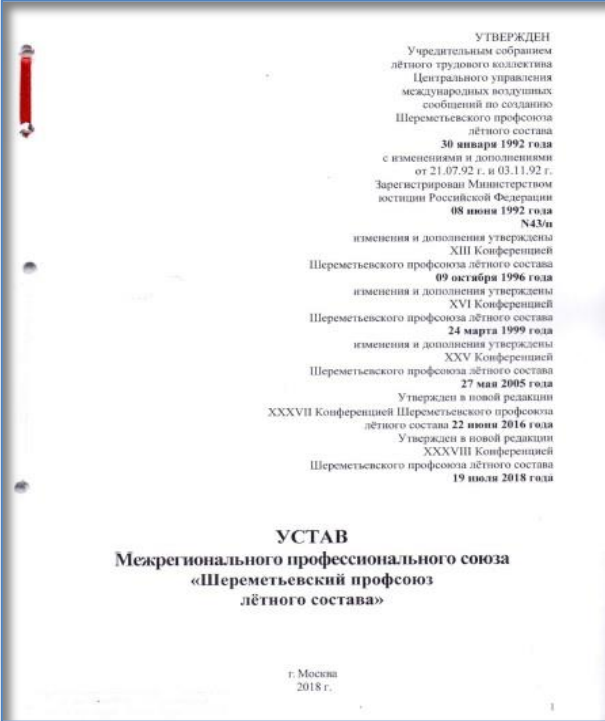 УТВЕРЖДЕН
Учредительным собранием
лётного трудового коллектива
Центрального управления
международных воздушных
сообщений по созданию
Шереметьевского профсоюза
лётного состава
30 января 1992 года
с изменениями и дополнениями
от 21.07.92 г. и 03.11.92 г.
Зарегистрирован Министерством
юстиции Российской Федерации
08 июня 1992 года
N43/п
изменения и дополнения утверждены
XIII Конференцией
Шереметьевского профсоюза лётного состава
09 октября 1996 года
изменения и дополнения утверждены
XVI Конференцией
Шереметьевского профсоюза лётного состава
24 марта 1999 года
изменения и дополнения утверждены
XXV Конференцией
Шереметьевского профсоюза лётного состава
27 мая 2005 года
Утвержден в новой редакции
XXXVII Конференцией Шереметьевского профсоюза
лётного состава 22 июня 2016 года
Утвержден в новой редакции
XXXVIII Конференцией
Шереметьевского профсоюза лётного состава
19 июля 2018 года
УСТАВ
Межрегионального профессионального союза
«Шереметьевский профсоюз
лётного состава»
г. Москва
2018 г.
1